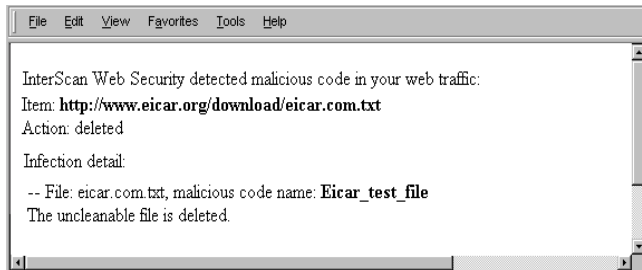 File Edit View Favorites Tools Help
InterScan Web Security detected malicious code in your web traffic:
Item: http://www.eicar.org/download/eicar.com.txt
Action: deleted
Infection detail:
-- File: eicar.com.txt, malicious code name: Eicar_test_file
The uncleanable file is deleted.